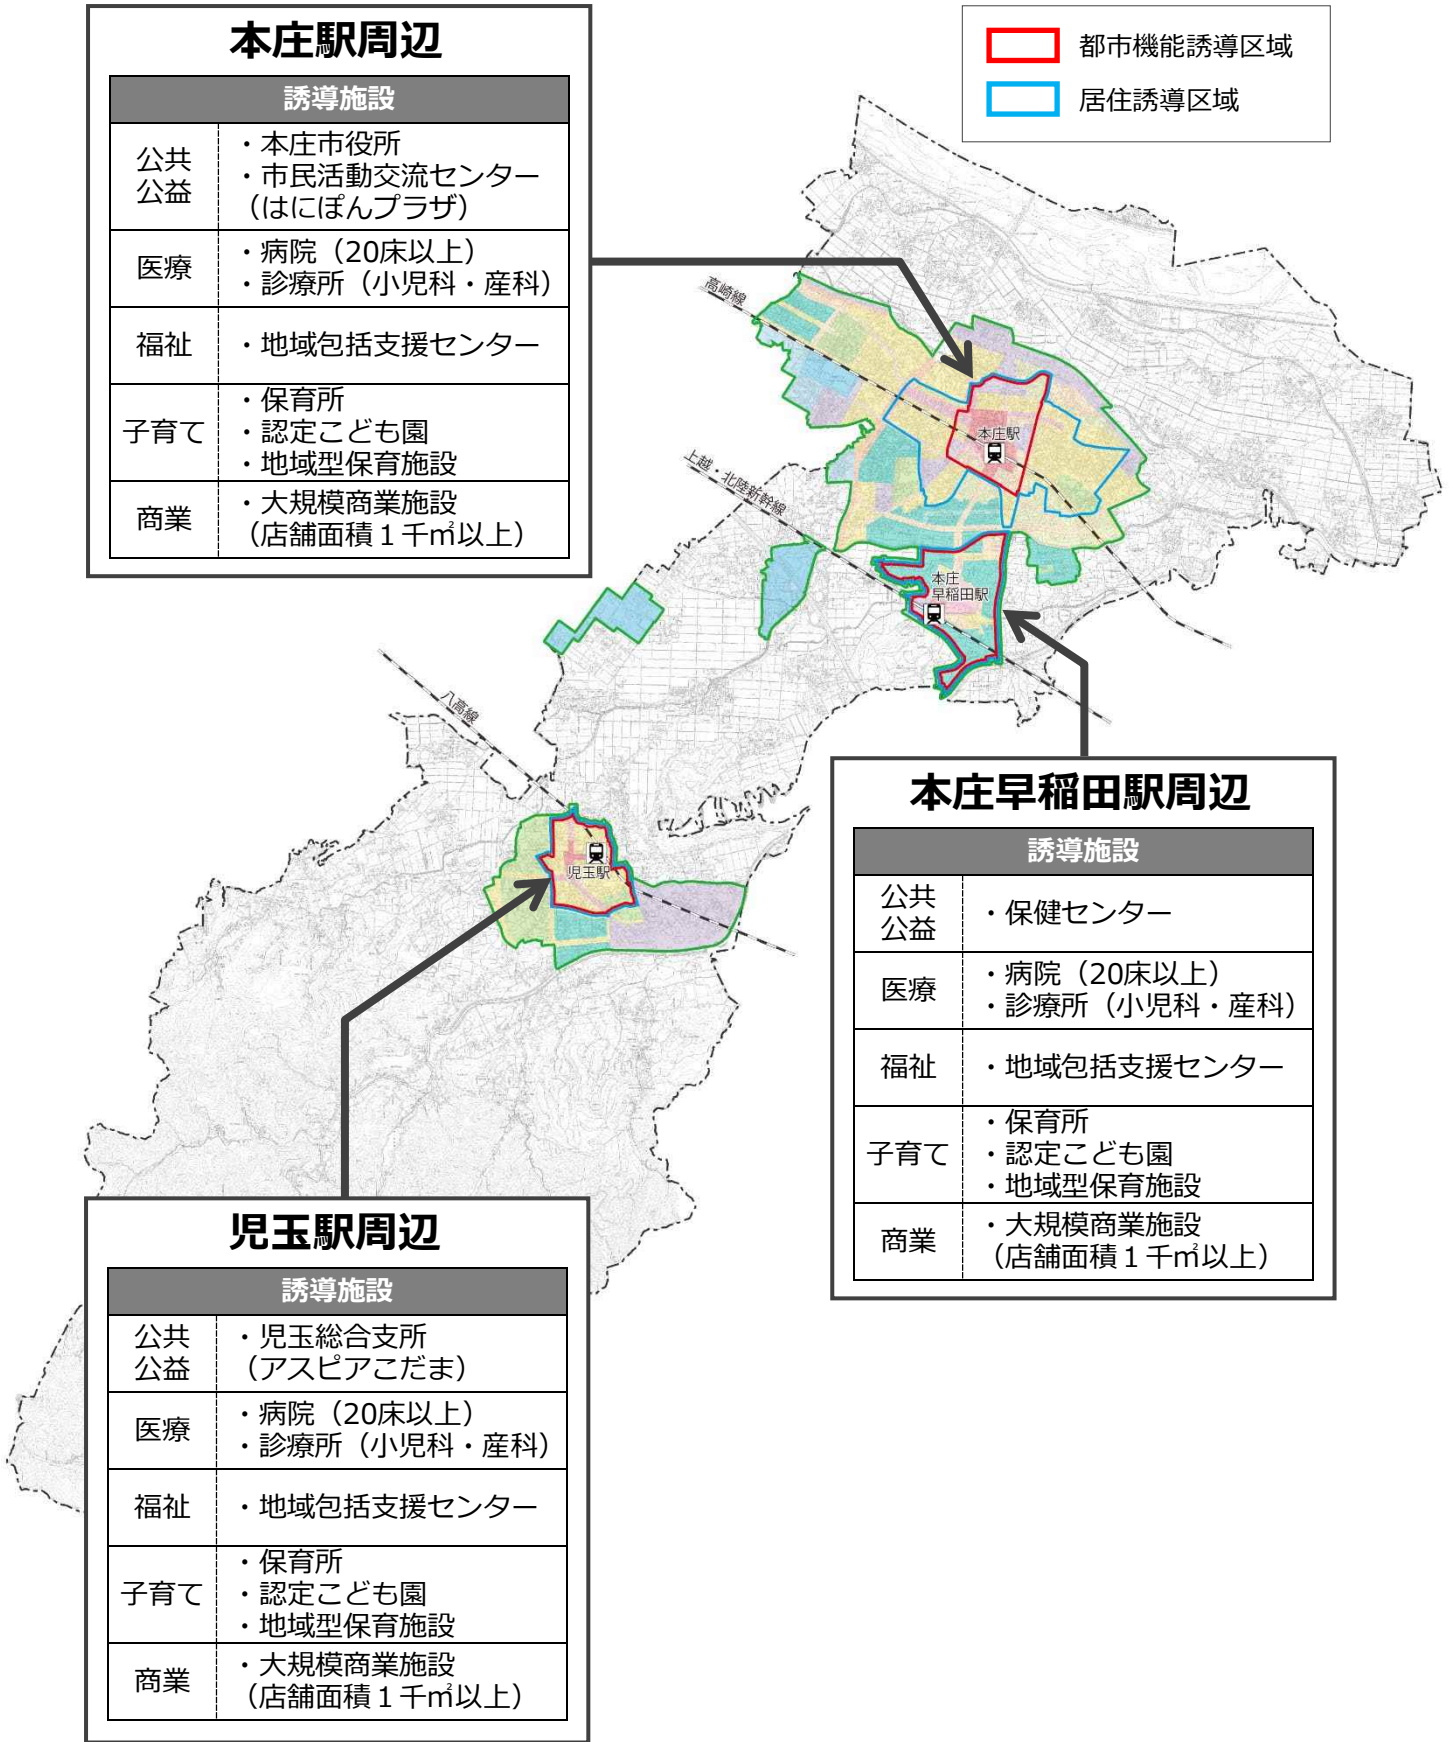 本庄駅周辺
誘導施設
公共
公益
・本庄市役所
・市民活動交流センター
（はにぽんプラザ）
医療
・病院（20床以上）
・診療所（小児科・産科）
福祉
・地域包括支援センター
子育て
・保育所
・認定こども園
・地域型保育施設
商業
・大規模商業施設
（店舗面積１千㎡以上）
都市機能誘導区域
居住誘導区域
高崎線
本庄駅
上越・北陸新幹線
本庄
早稲田駅
八高線
児玉駅
本庄早稲田駅周辺
誘導施設
公共
公益
・保健センター
医療
・病院（20床以上）
・診療所（小児科・産科）
福祉
・地域包括支援センター
子育て
・保育所
・認定こども園
・地域型保育施設
商業
・大規模商業施設
（店舗面積１千㎡以上）
児玉駅周辺
誘導施設
公共
公益
・児玉総合支所
（アスピアこだま）
医療
・病院（20床以上）
・診療所（小児科・産科）
福祉
・地域包括支援センター
子育て
・保育所
・認定こども園
・地域型保育施設
商業
・大規模商業施設
（店舗面積１千㎡以上）